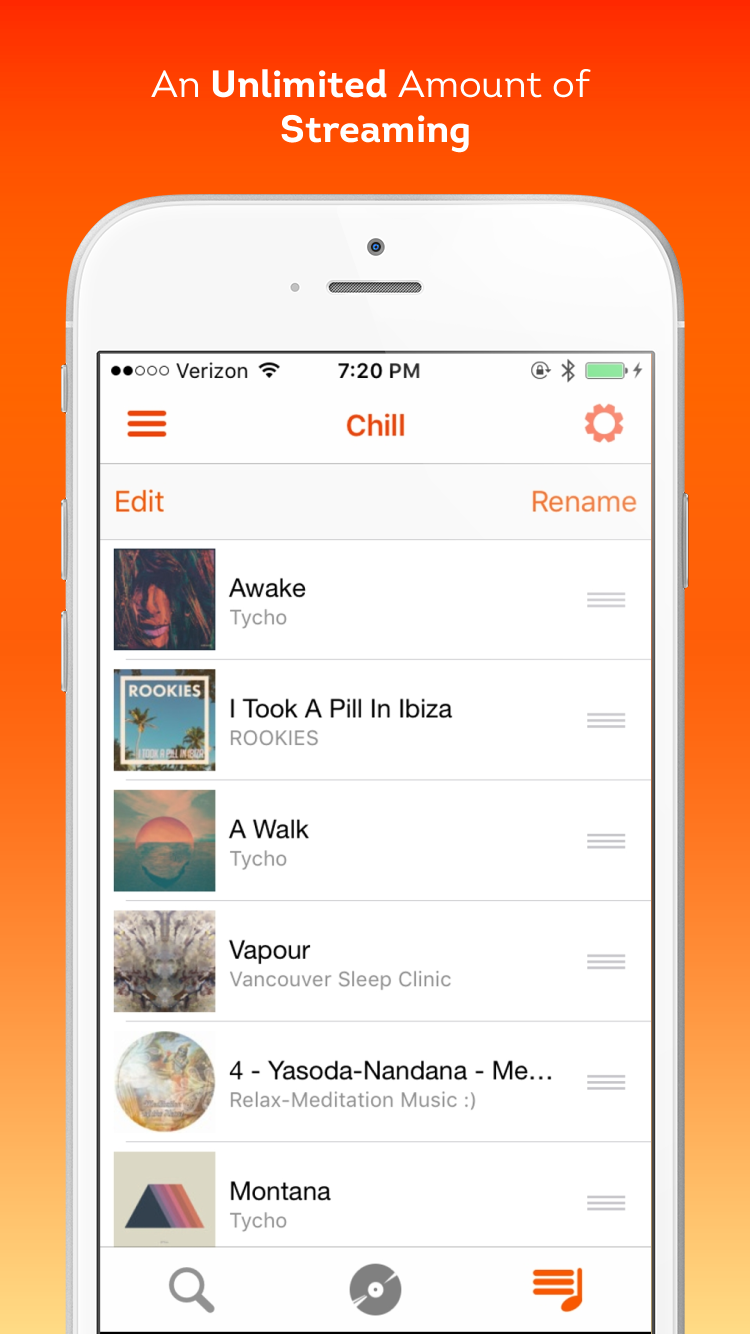 An Unlimited Amount of
Streaming
Verizon 7:20 PM
Chill
Edit Rename
Awake
Tycho
ROOKIES
I TOOK A PILL IN IBIZA
I Took A Pill In Ibiza
ROOKIES
A Walk
Tycho
Vapour
Vancouver Sleep Clinic
4 - Yasoda-Nandana - Me...
Relax-Meditation Music :)
Montana
Tycho